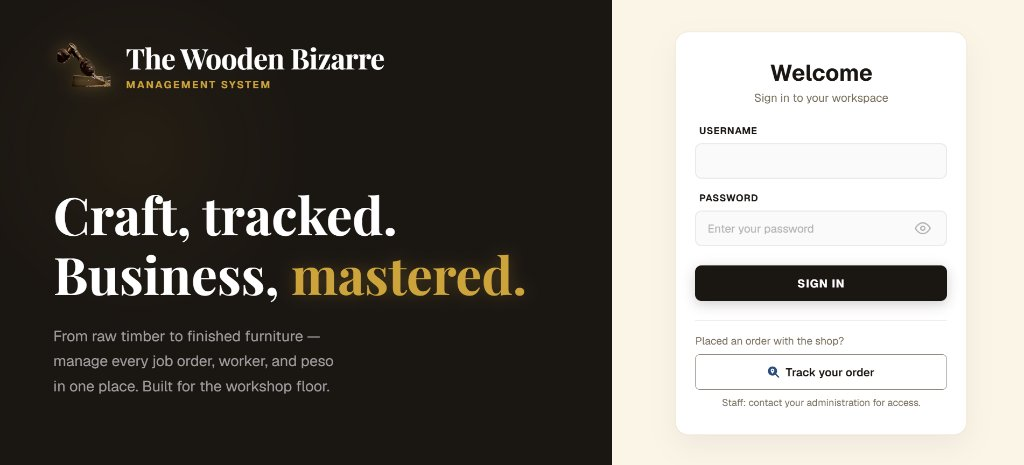 The Wooden Bizarre
MANAGEMENT SYSTEM
Craft, tracked.
Business, mastered.
From raw timber to finished furniture —
manage every job order, worker, and peso
in one place. Built for the workshop floor.
Welcome
Sign in to your workspace
USERNAME
PASSWORD
Enter your password
SIGN IN
Placed an order with the shop?
Track your order
Staff: contact your administration for access.